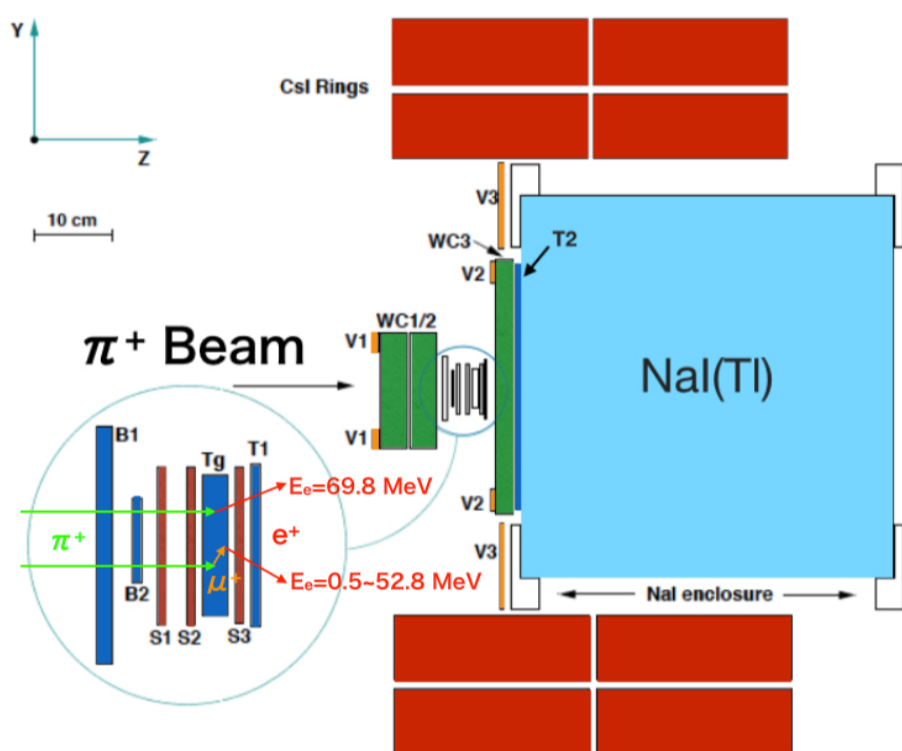 Y
CsI Rings
Z
10 cm
V3
WC3
T2
V2
WC1/2
π⁺ Beam
V1
NaI(Tl)
V1
B1
Tg
T1
Eₑ=69.8 MeV
V2
π⁺
e⁺
V3
μ⁺
Eₑ=0.5~52.8 MeV
B2
NaI enclosure
S1
S2
S3